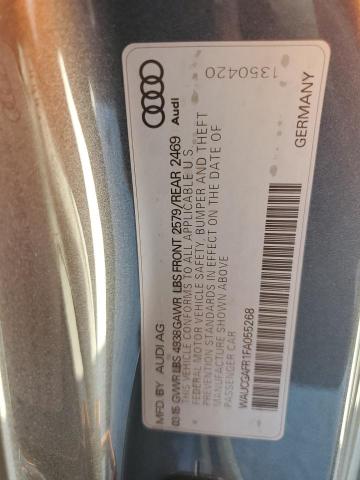 Audi
1350420
GERMANY
MFD. BY AUDI AG
03/15 GVWR LBS 4938 GAWR LBS FRONT 2579/REAR 2469
THIS VEHICLE CONFORMS TO ALL APPLICABLE U.S.
FEDERAL MOTOR VEHICLE SAFETY, BUMPER AND THEFT
PREVENTION STANDARDS IN EFFECT ON THE DATE OF
MANUFACTURE SHOWN ABOVE
PASSENGER CAR
WAUCGAFR1FA055268